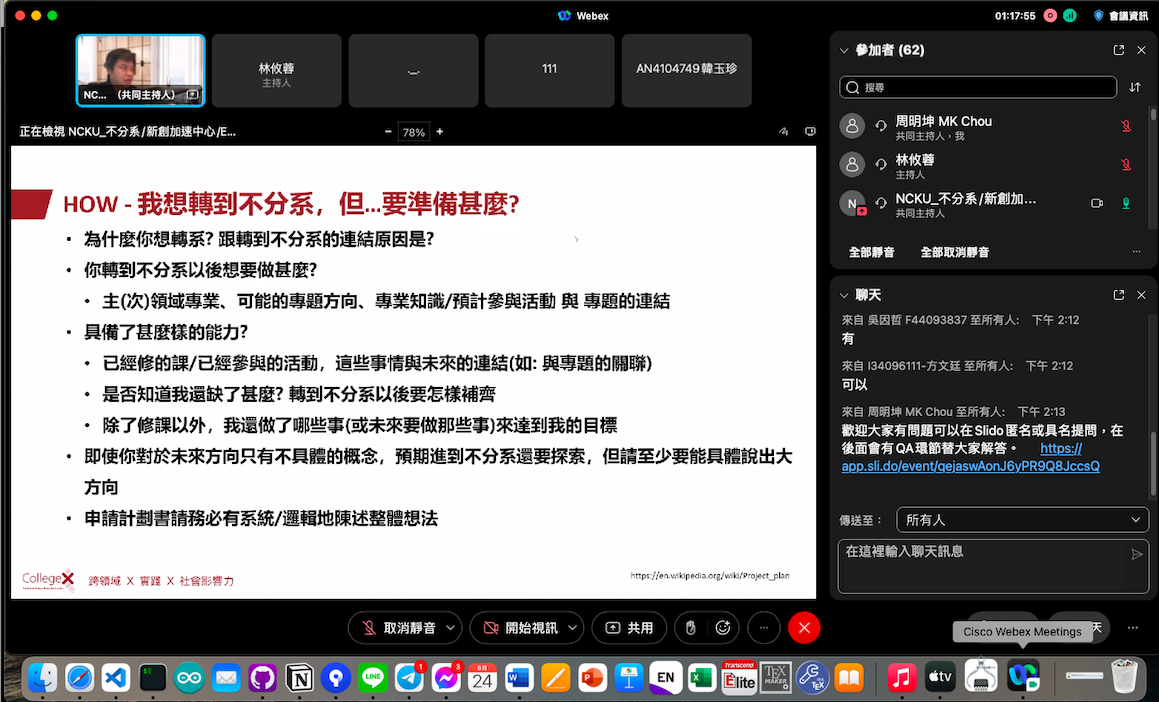 Webex
01:17:55
會議資訊
NC... （共同主持人）
林攸蓉
主持人
._.
111
AN4104749韓玉珍
正在檢視 NCKU_不分系/新創加速中心/E...
78%
HOW - 我想轉到不分系，但...要準備甚麼?
• 為什麼你想轉系? 跟轉到不分系的連結原因是?
• 你轉到不分系以後想要做甚麼?
• 主(次)領域專業、可能的專題方向、專業知識/預計參與活動 與 專題的連結
• 具備了甚麼樣的能力?
• 已經修的課/已經參與的活動，這些事情與未來的連結(如: 與專題的關聯)
• 是否知道我還缺了甚麼? 轉到不分系以後要怎樣補齊
• 除了修課以外，我還做了哪些事(或未來要做那些事)來達到我的目標
• 即使你對於未來方向只有不具體的概念，預期進到不分系還要探索，但請至少要能具體說出大
方向
• 申請計劃書請務必有系統/邏輯地陳述整體想法
CollegeX
跨領域 X 實踐 X 社會影響力
https://en.wikipedia.org/wiki/Project_plan
參加者 (62)
搜尋
周明坤 MK Chou
共同主持人，我
林攸蓉
主持人
N
NCKU_不分系/新創加...
共同主持人
全部靜音
全部取消靜音
聊天
來自 吳因哲 F44093837 至所有人: 下午 2:12
有
來自 I34096111-方文廷 至所有人: 下午 2:12
可以
來自 周明坤 MK Chou 至所有人: 下午 2:13
歡迎大家有問題可以在Slido匿名或具名提問，在
後面會有QA環節替大家解答。 https://
app.sli.do/event/qejaswAonJ6yPR9Q8JccsQ
傳送至：
所有人
在這裡輸入聊天訊息
取消靜音
開始視訊
共用
天
Cisco Webex Meetings
1
3
6月
24
LINE
N
W
P
EN
X
Transcend
Elite
TEX
MAKER
TEX
tv